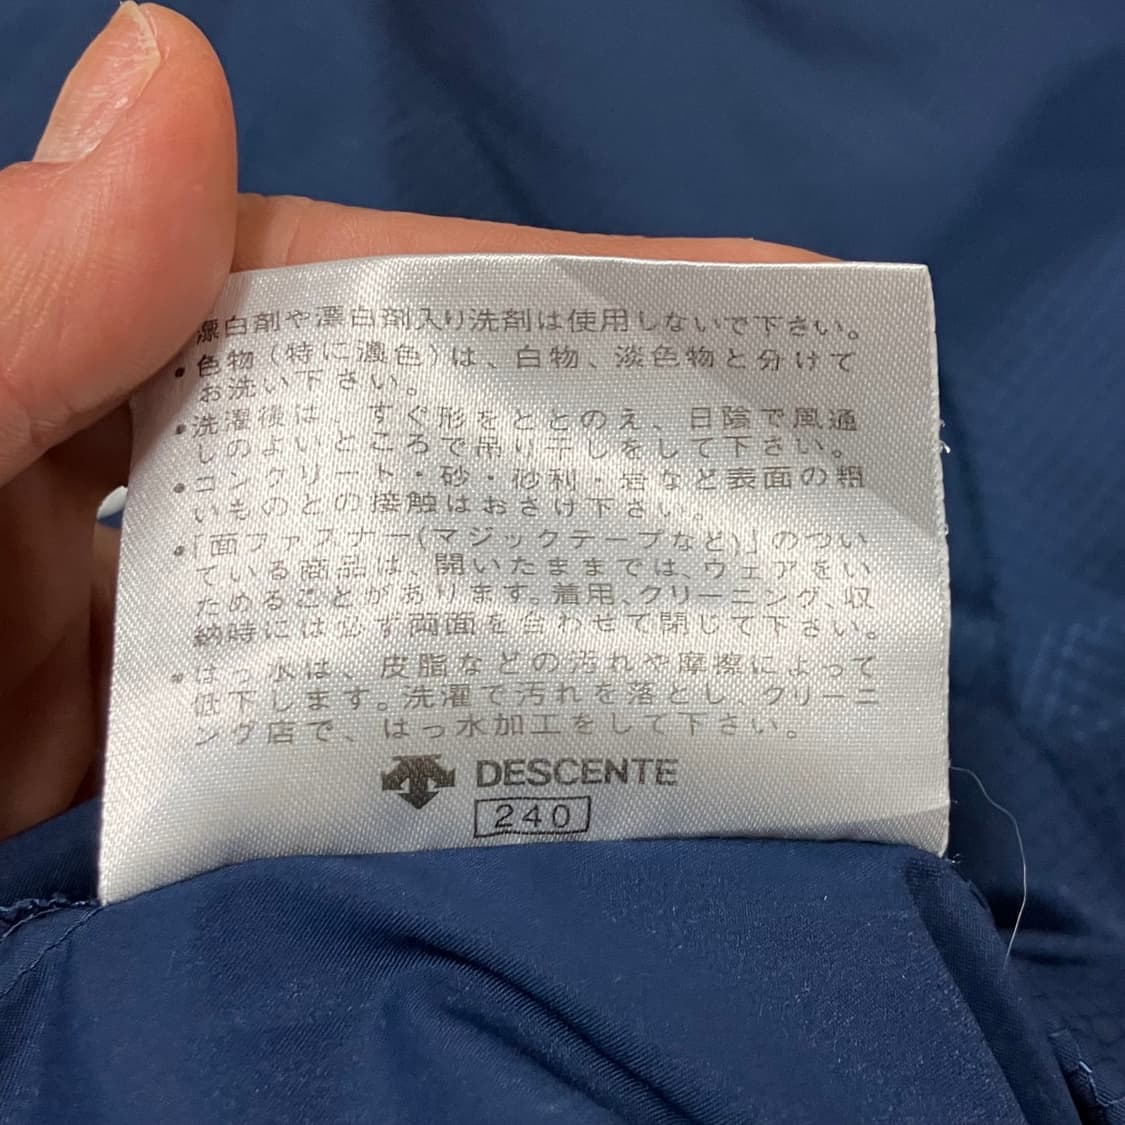 漂白剤や漂白剤入り洗剤は使用しないで下さい。
• 色物(特に濃色)は、白物、淡色物と分けて
お洗い下さい。
• 洗濯後は、すぐ形をととのえ、日陰で風通
しのよいところで吊り干しをして下さい。
• コンクリート・砂・砂利・岩など表面の粗
いものとの接触はおさけ下さい。
• 「面ファスナー(マジックテープなど)」のつい
ている商品は、開いたままでは、ウェアをい
ためることがあります。着用、クリーニング、収
納時には必ず両面を合わせて閉じて下さい。
• はっ水は、皮脂などの汚れや摩擦によって
低下します。洗濯で汚れを落とし、クリーニ
ング店で、はっ水加工をして下さい。
DESCENTE
240